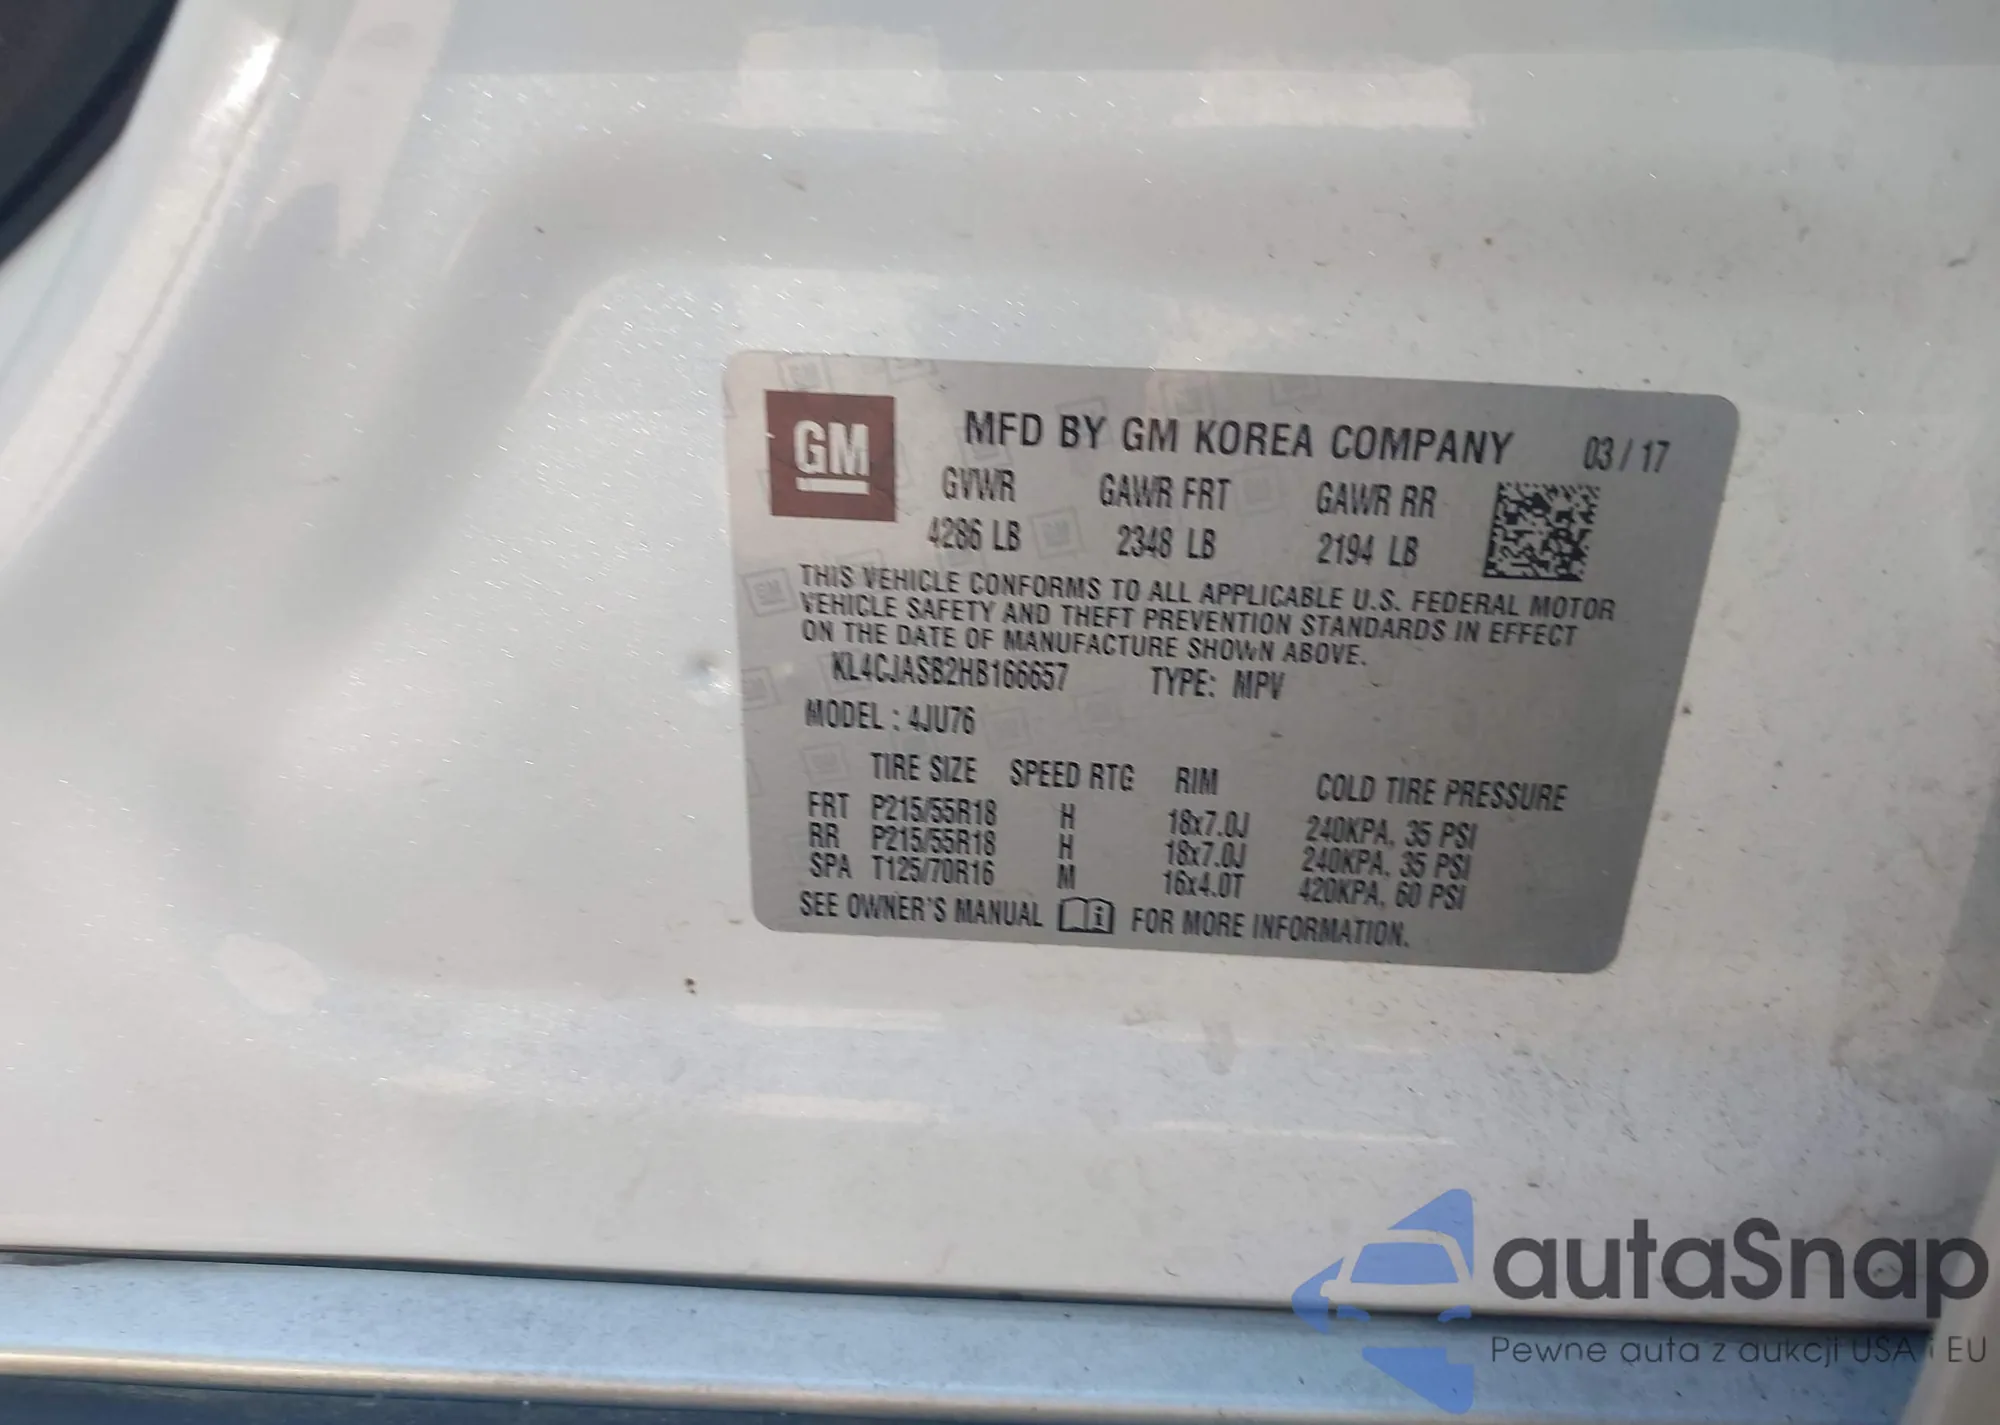 GM MFD BY GM KOREA COMPANY 03/17
GVWR GAWR FRT GAWR RR
4286 LB 2348 LB 2194 LB
THIS VEHICLE CONFORMS TO ALL APPLICABLE U.S. FEDERAL MOTOR
VEHICLE SAFETY AND THEFT PREVENTION STANDARDS IN EFFECT
ON THE DATE OF MANUFACTURE SHOWN ABOVE.
KL4CJASB2HB166657 TYPE: MPV
MODEL : 4JU76
TIRE SIZE SPEED RTG RIM COLD TIRE PRESSURE
FRT P215/55R18 H 18x7.0J 240KPA, 35 PSI
RR P215/55R18 H 18x7.0J 240KPA, 35 PSI
SPA T125/70R16 M 16x4.0T 420KPA, 60 PSI
SEE OWNER'S MANUAL FOR MORE INFORMATION.
autaSnap
Pewne auta z aukcji USA i EU